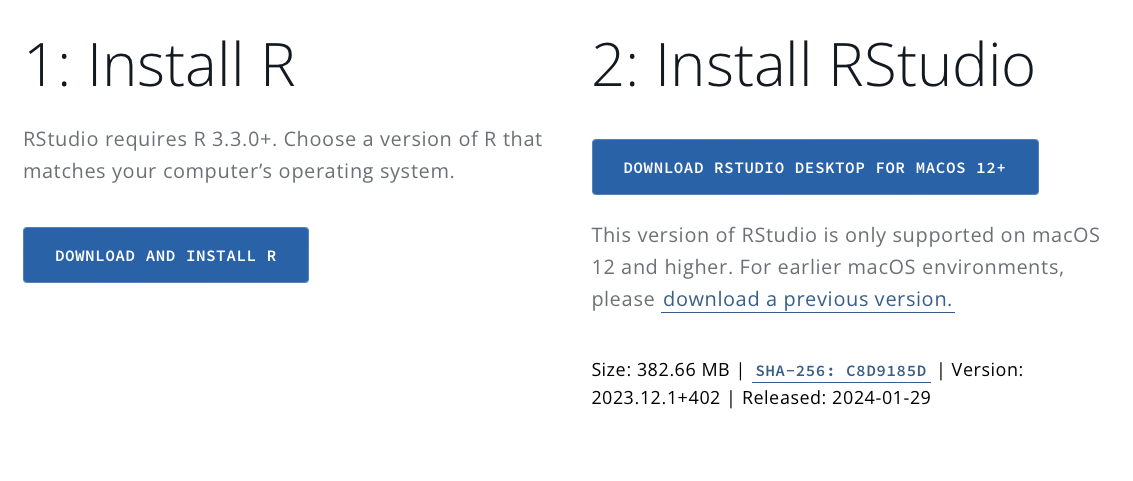 1: Install R
RStudio requires R 3.3.0+. Choose a version of R that
matches your computer’s operating system.
DOWNLOAD AND INSTALL R
2: Install RStudio
DOWNLOAD RSTUDIO DESKTOP FOR MACOS 12+
This version of RStudio is only supported on macOS
12 and higher. For earlier macOS environments,
please download a previous version.
Size: 382.66 MB | SHA-256: C8D9185D | Version:
2023.12.1+402 | Released: 2024-01-29